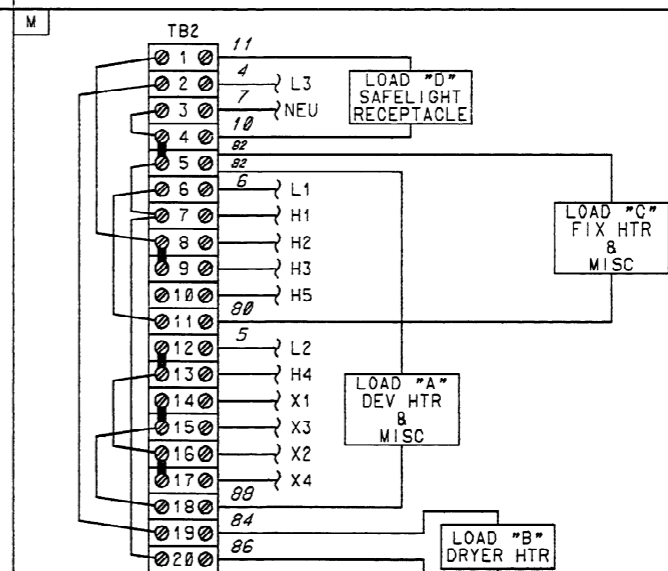 M
TB2
1 11
2 4 L3
3 7 NEU
4 10
LOAD "D"
SAFELIGHT
RECEPTACLE
92
5 92
6 6 L1
7 H1
8 H2
9 H3
10 H5
11 80
LOAD "C"
FIX HTR
&
MISC
12 5 L2
13 H4
14 X1
15 X3
16 X2
17 X4
LOAD "A"
DEV HTR
&
MISC
18 88
19 84
20 86
LOAD "B"
DRYER HTR